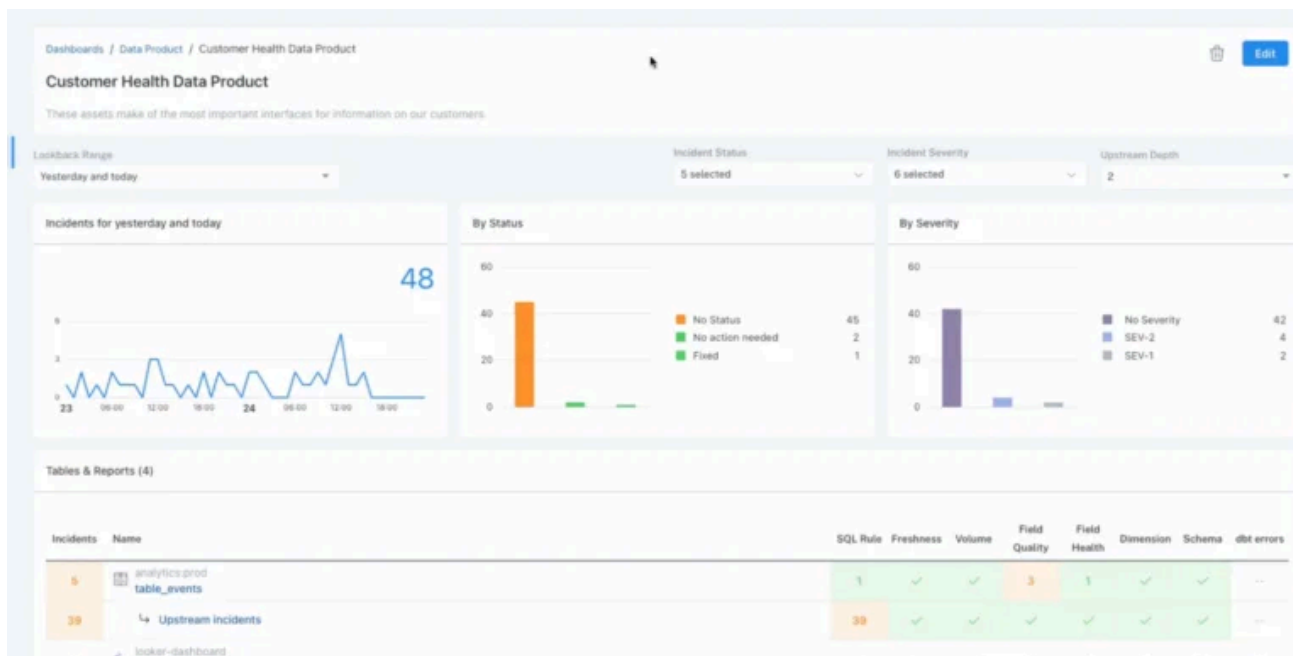 Dashboards / Data Product / Customer Health Data Product
Edit
Customer Health Data Product
These assets make of the most important interfaces for information on our customers.
Lookback Range
Incident Status
Incident Severity
Upstream Depth
Yesterday and today
5 selected
6 selected
2
Incidents for yesterday and today
48
6
3
0
23 06:00 12:00 18:00 24 06:00 12:00 18:00
By Status
60
40
20
0
No Status 45
No action needed 2
Fixed 1
By Severity
60
40
20
0
No Severity 42
SEV-2 4
SEV-1 2
Tables & Reports (4)
Incidents Name SQL Rule Freshness Volume Field Quality Field Health Dimension Schema dbt errors
analytics:prod
5 table_events 1 3 1 --
39 Upstream incidents 39 --
looker-dashboard